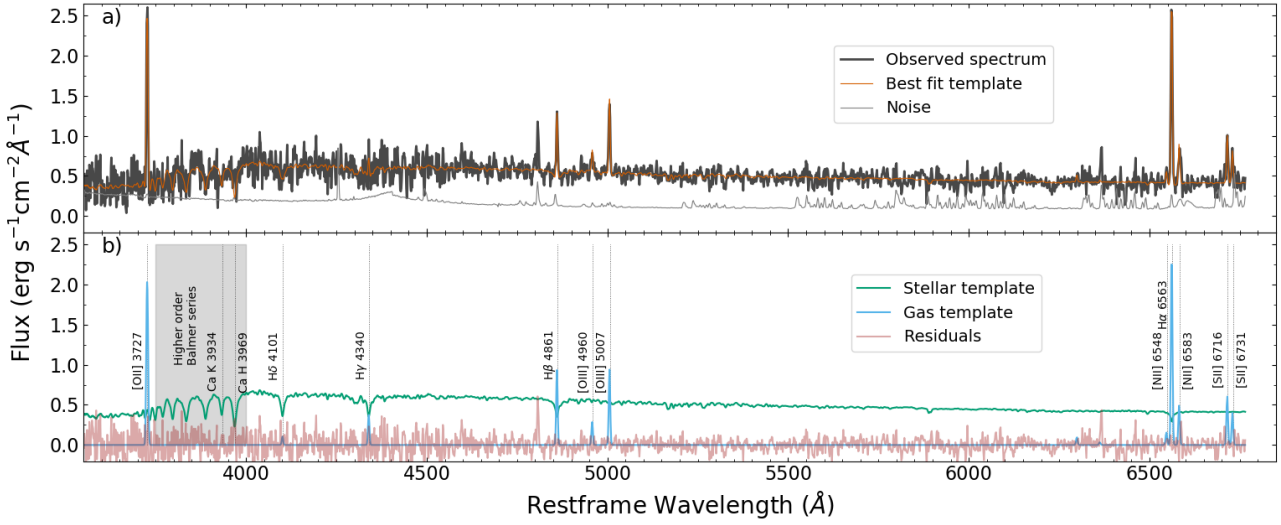 a)
2.5
2.0
1.5
1.0
0.5
0.0
Observed spectrum
Best fit template
Noise
Flux (erg s⁻¹cm⁻²Å⁻¹)
b)
2.5
2.0
1.5
1.0
0.5
0.0
Stellar template
Gas template
Residuals
[OII] 3727
Higher order
Balmer series
Ca K 3934
Ca H 3969
Hδ 4101
Hγ 4340
Hβ 4861
[OIII] 4960
[OIII] 5007
[NII] 6548
Hα 6563
[NII] 6583
[SII] 6716
[SII] 6731
4000
4500
5000
5500
6000
6500
Restframe Wavelength (Å)